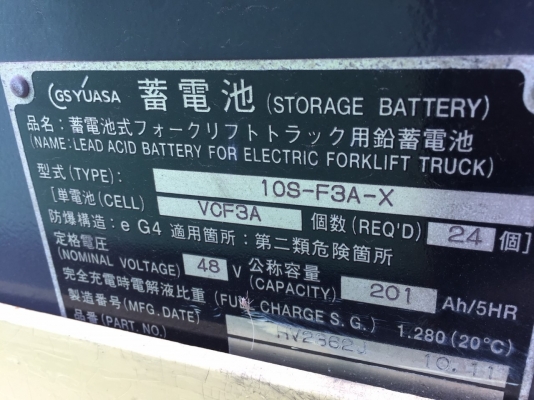 GS YUASA 蓄電池 (STORAGE BATTERY)
品名：蓄電池式フォークリフトトラック用鉛蓄電池
(NAME: LEAD ACID BATTERY FOR ELECTRIC FORKLIFT TRUCK)
型式 (TYPE): 10S-F3A-X
[単電池 (CELL) VCF3A 個数 (REQ'D) 24 個]
防爆構造：e G4 適用箇所：第二類危険箇所
定格電圧 公称容量
(NOMINAL VOLTAGE) 48 V (CAPACITY) 201 Ah/5HR
完全充電時電解液比重 (FULL CHARGE S. G.) 1.280 (20℃)
製造番号 (MFG. DATE)
品番 (PART. NO.) 10.11